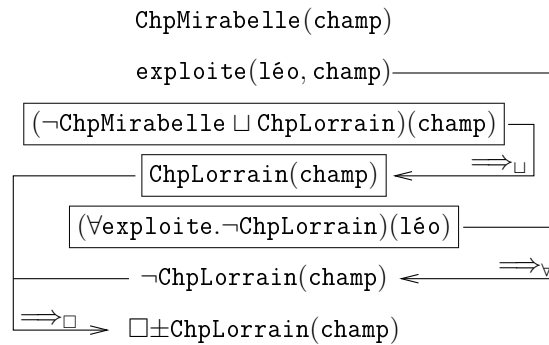 ChpMirabelle(champ)
exploite(léo, champ)
(¬ChpMirabelle ⊔ ChpLorrain)(champ)
⟹⊔
ChpLorrain(champ)
(∀exploite.¬ChpLorrain)(léo)
⟹∀
¬ChpLorrain(champ)
⟹□
□±ChpLorrain(champ)